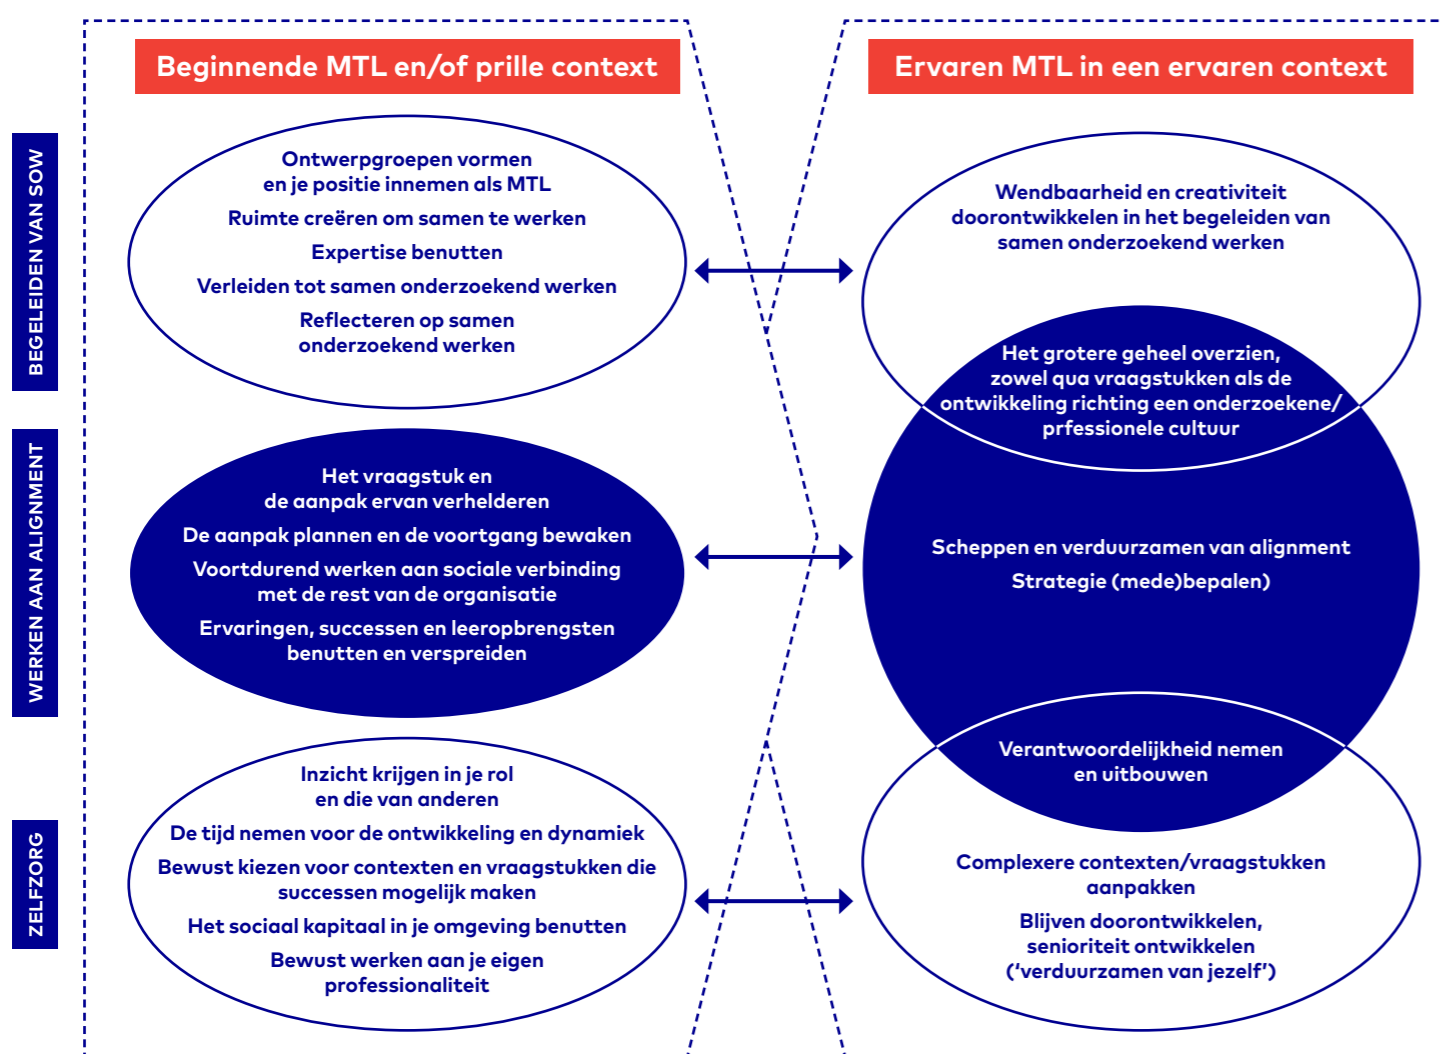 Beginnende MTL en/of prille context
Ervaren MTL in een ervaren context
BEGELEIDEN VAN SOW
Ontwerpgroepen vormen
en je positie innemen als MTL
Ruimte creëren om samen te werken
Expertise benutten
Verleiden tot samen onderzoekend werken
Reflecteren op samen
onderzoekend werken
Wendbaarheid en creativiteit
doorontwikkelen in het begeleiden van
samen onderzoekend werken
Het grotere geheel overzien,
zowel qua vraagstukken als de
ontwikkeling richting een onderzoekene/
prfessionele cultuur
WERKEN AAN ALIGNMENT
Het vraagstuk en
de aanpak ervan verhelderen
De aanpak plannen en de voortgang bewaken
Voortdurend werken aan sociale verbinding
met de rest van de organisatie
Ervaringen, successen en leeropbrengsten
benutten en verspreiden
Scheppen en verduurzamen van alignment
Strategie (mede)bepalen)
Verantwoordelijkheid nemen
en uitbouwen
ZELFZORG
Inzicht krijgen in je rol
en die van anderen
De tijd nemen voor de ontwikkeling en dynamiek
Bewust kiezen voor contexten en vraagstukken die
successen mogelijk maken
Het sociaal kapitaal in je omgeving benutten
Bewust werken aan je eigen
professionaliteit
Complexere contexten/vraagstukken
aanpakken
Blijven doorontwikkelen,
senioriteit ontwikkelen
(‘verduurzamen van jezelf’)